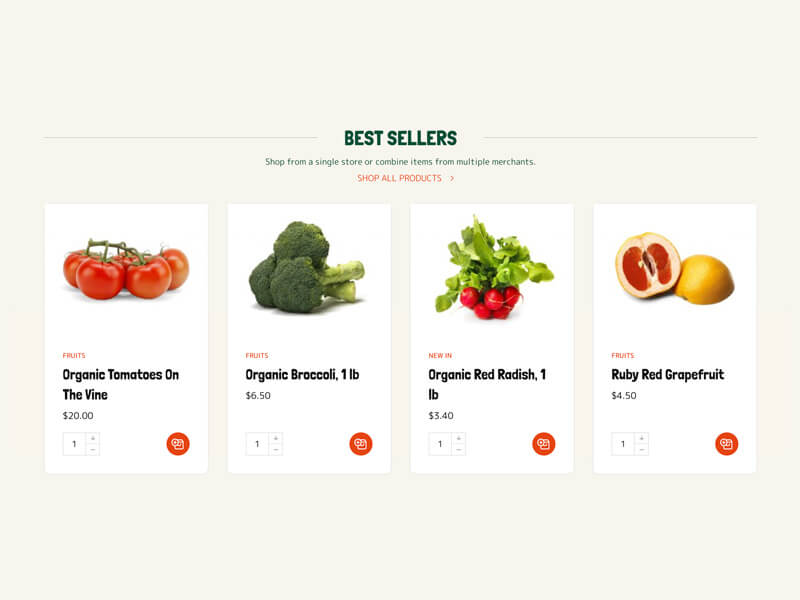 BEST SELLERS
Shop from a single store or combine items from multiple merchants.
SHOP ALL PRODUCTS >
FRUITS
Organic Tomatoes On
The Vine
$20.00
1
+
−
FRUITS
Organic Broccoli, 1 lb
$6.50
1
+
−
NEW IN
Organic Red Radish, 1
lb
$3.40
1
+
−
FRUITS
Ruby Red Grapefruit
$4.50
1
+
−